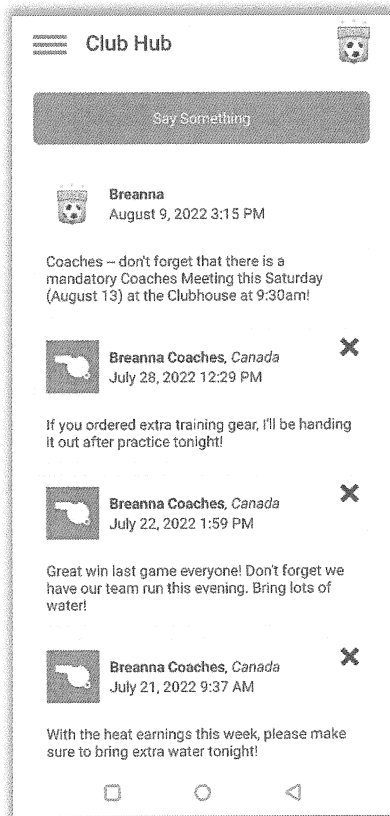 Club Hub
Say Something
Breanna
August 9, 2022 3:15 PM
Coaches – don't forget that there is a
mandatory Coaches Meeting this Saturday
(August 13) at the Clubhouse at 9:30am!
Breanna Coaches, Canada
July 28, 2022 12:29 PM
If you ordered extra training gear, I'll be handing
it out after practice tonight!
Breanna Coaches, Canada
July 22, 2022 1:59 PM
Great win last game everyone! Don't forget we
have our team run this evening. Bring lots of
water!
Breanna Coaches, Canada
July 21, 2022 9:37 AM
With the heat earnings this week, please make
sure to bring extra water tonight!